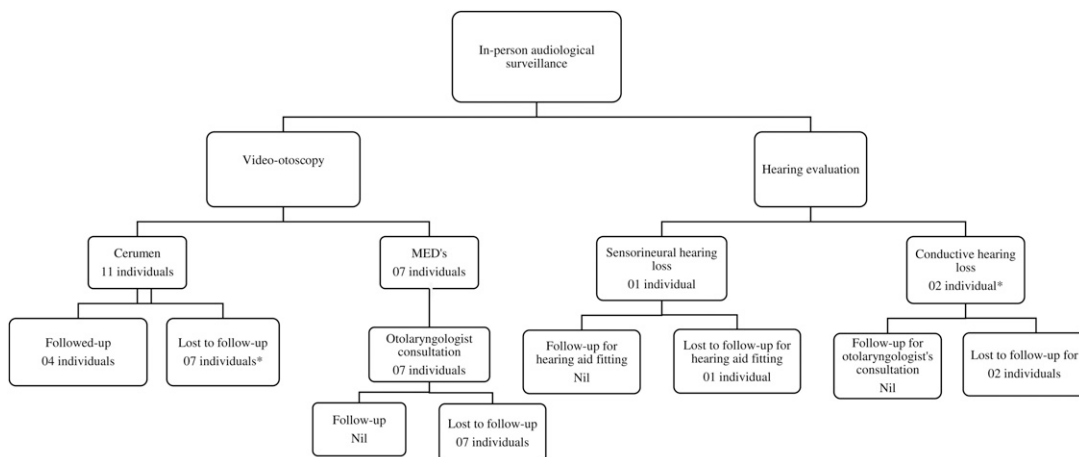 In-person audiological
surveillance
Video-otoscopy
Hearing evaluation
Cerumen
11 individuals
MED's
07 individuals
Sensorineural hearing
loss
01 individual
Conductive hearing
loss
02 individual*
Followed-up
04 individuals
Lost to follow-up
07 individuals*
Otolaryngologist
consultation
07 individuals
Follow-up for
hearing aid fitting
Nil
Lost to follow-up for
hearing aid fitting
01 individual
Follow-up for
otolaryngologist's
consultation
Nil
Lost to follow-up for
02 individuals
Follow-up
Nil
Lost to follow-up
07 individuals